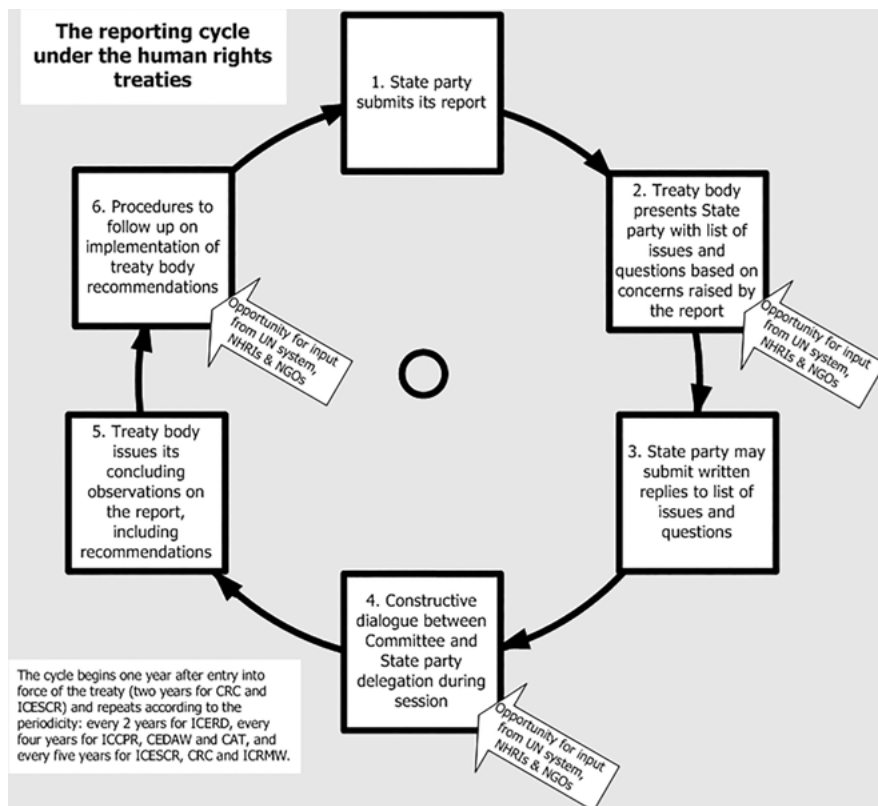 The reporting cycle
under the human rights
treaties
1. State party
submits its report
2. Treaty body
presents State
party with list of
issues and
questions based on
concerns raised by
the report
Opportunity for input
from UN system,
NHRIs & NGOs
3. State party may
submit written
replies to list of
issues and
questions
4. Constructive
dialogue between
Committee and
State party
delegation during
session
Opportunity for input
from UN system,
NHRIs & NGOs
5. Treaty body
issues its
concluding
observations on
the report,
including
recommendations
6. Procedures to
follow up on
implementation of
treaty body
recommendations
Opportunity for input
from UN system,
NHRIs & NGOs
The cycle begins one year after entry into
force of the treaty (two years for CRC and
ICESCR) and repeats according to the
periodicity: every 2 years for ICERD, every
four years for ICCPR, CEDAW and CAT, and
every five years for ICESCR, CRC and ICRMW.